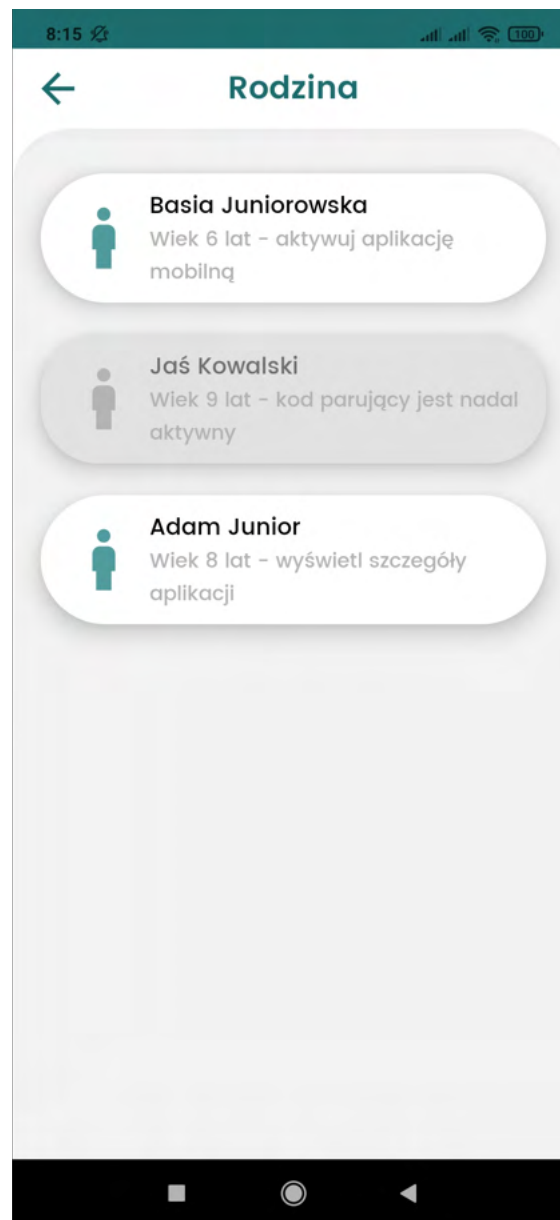 8:15
100
Rodzina
Basia Juniorowska
Wiek 6 lat - aktywuj aplikację
mobilną
Jaś Kowalski
Wiek 9 lat - kod parujący jest nadal
aktywny
Adam Junior
Wiek 8 lat - wyświetl szczegóły
aplikacji